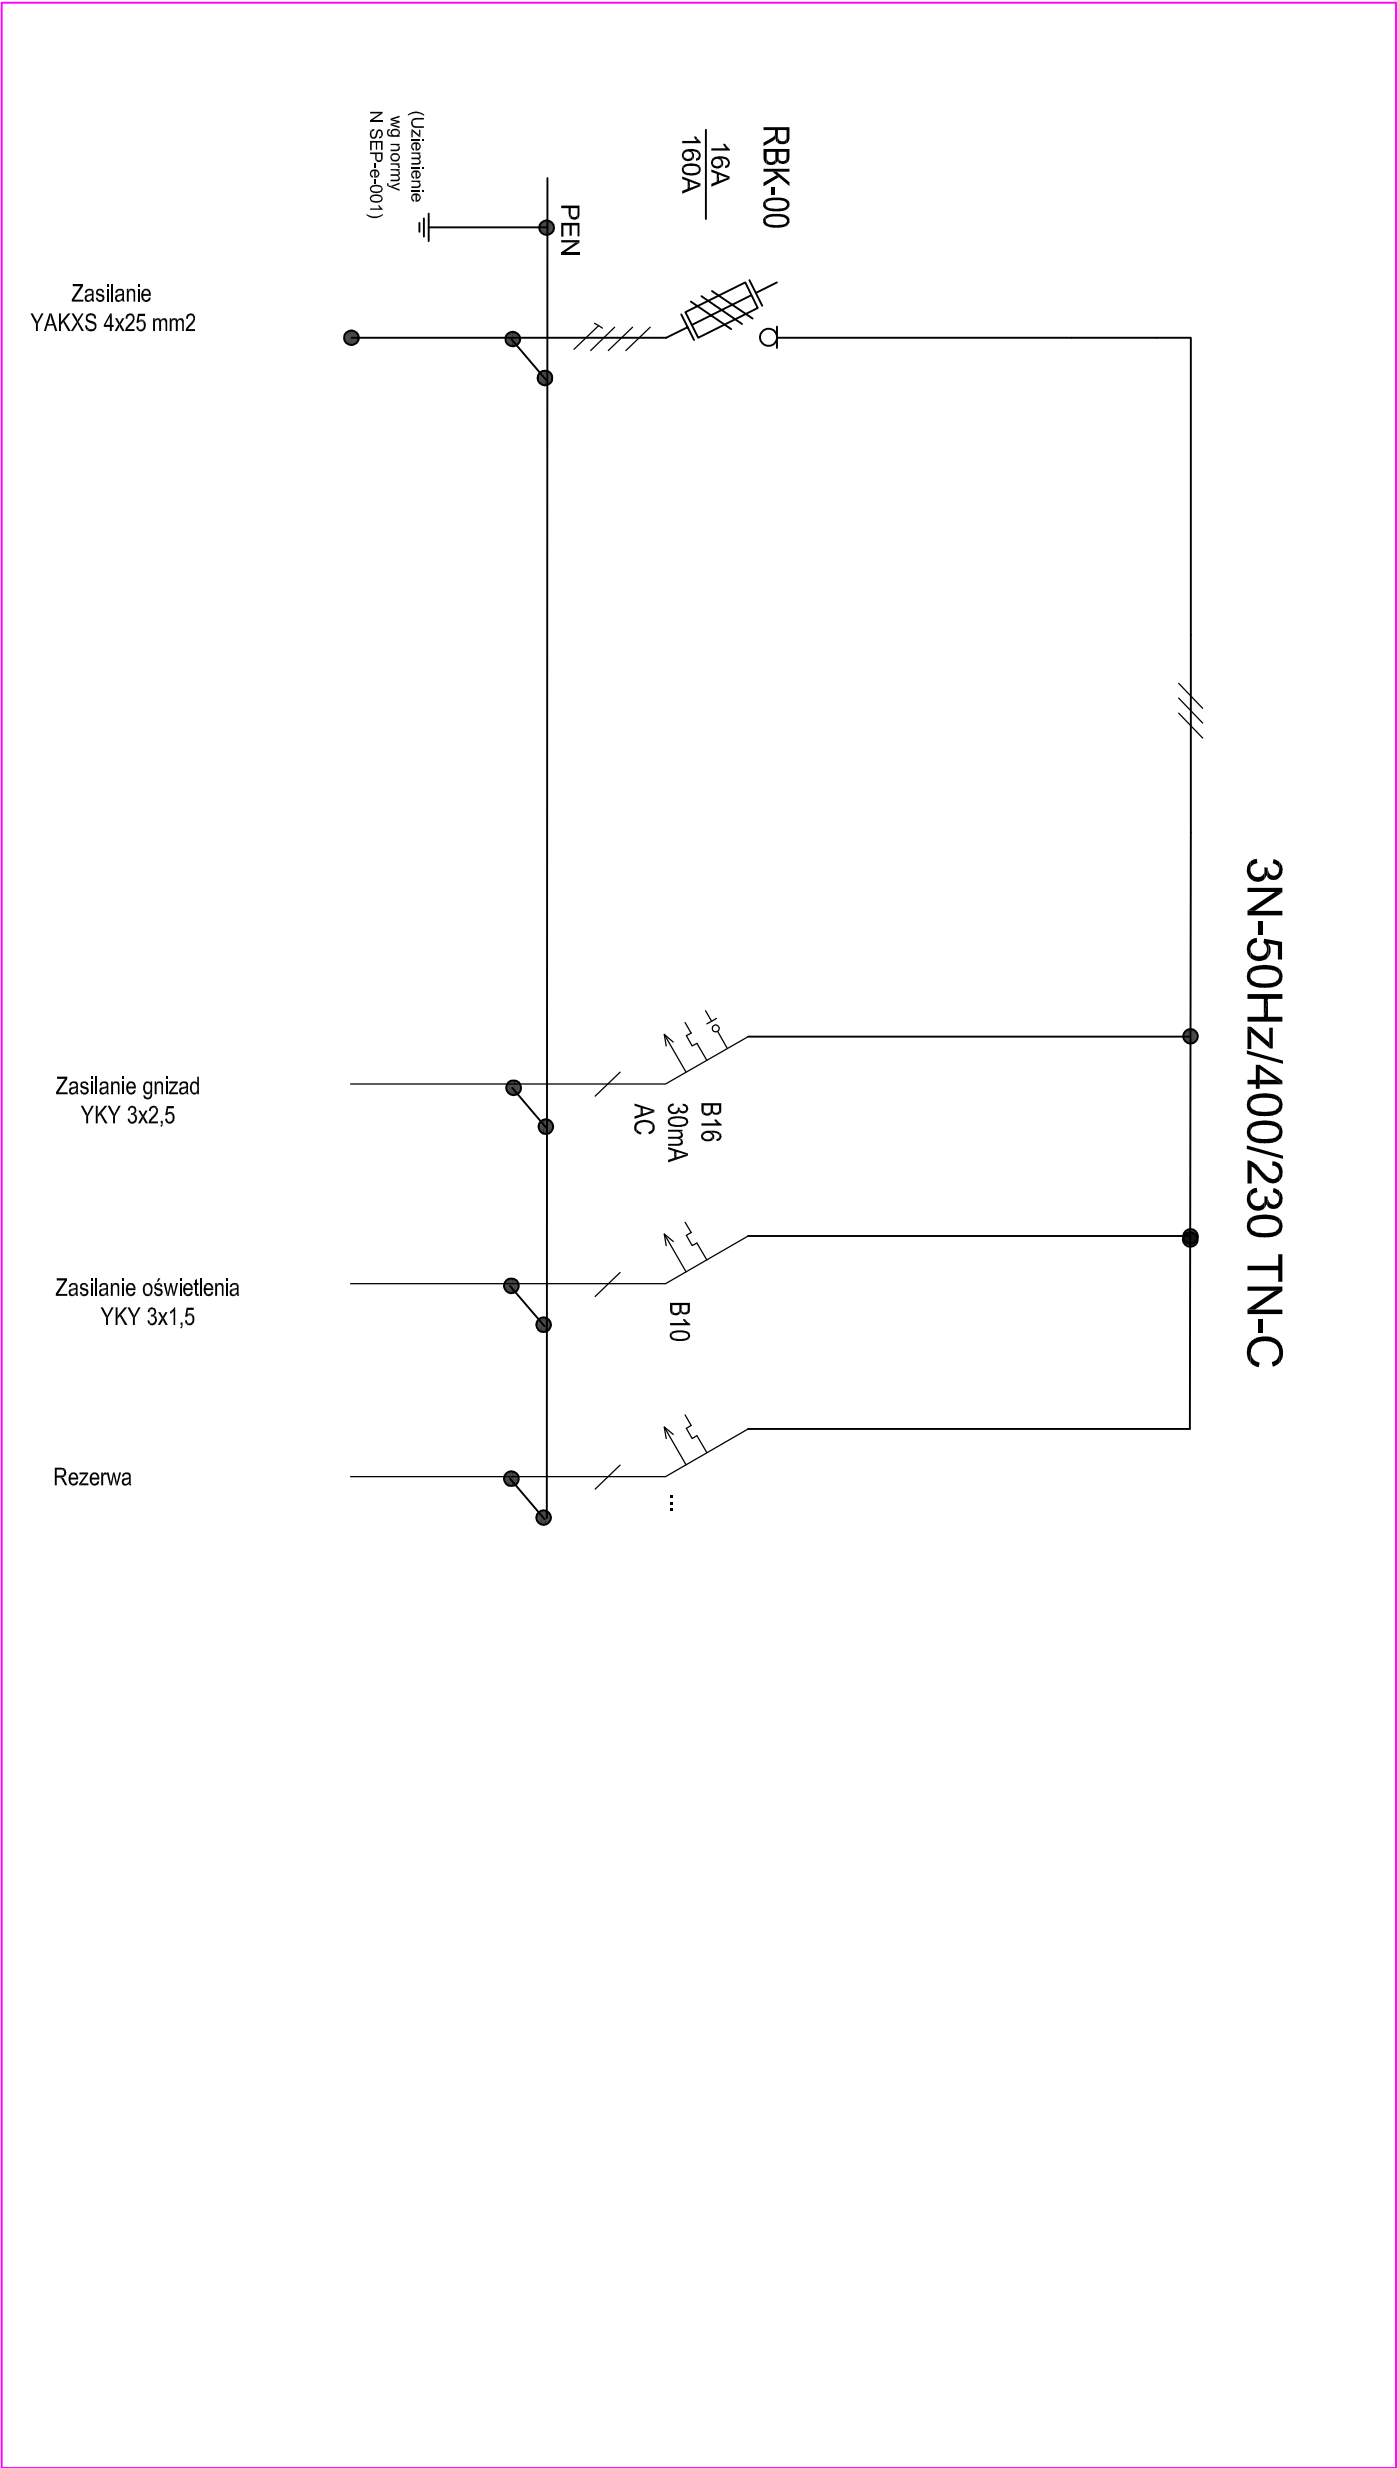 RBK-00
16A
160A
(Uziemienie
wg normy
N SEP-e-001)
PEN
Zasilanie
YAKXS 4x25 mm2
3N-50Hz/400/230 TN-C
Zasilanie gnizad
YKY 3x2,5
B16
30mA
AC
Zasilanie oświetlenia
YKY 3x1,5
B10
Rezerwa
...